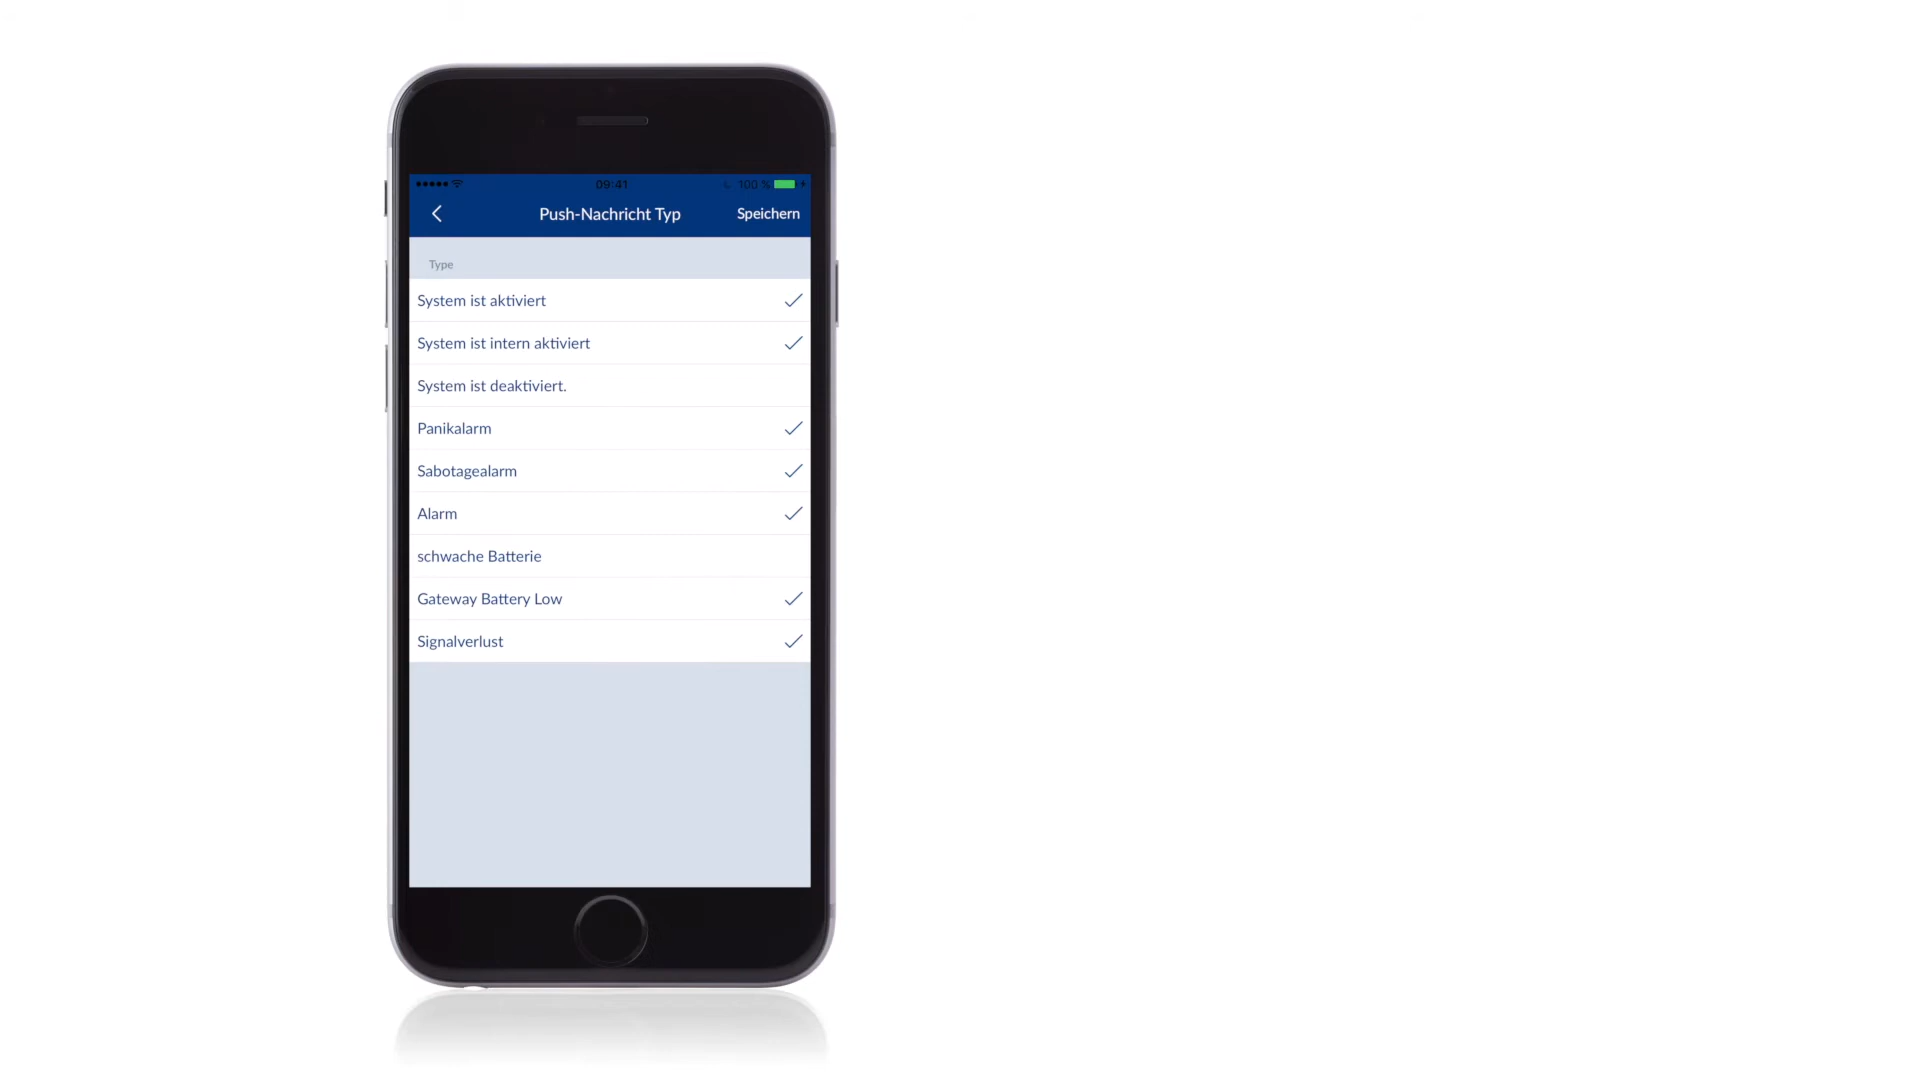 09:41
100 %
Push-Nachricht Typ
Speichern
Type
System ist aktiviert
System ist intern aktiviert
System ist deaktiviert.
Panikalarm
Sabotagealarm
Alarm
schwache Batterie
Gateway Battery Low
Signalverlust